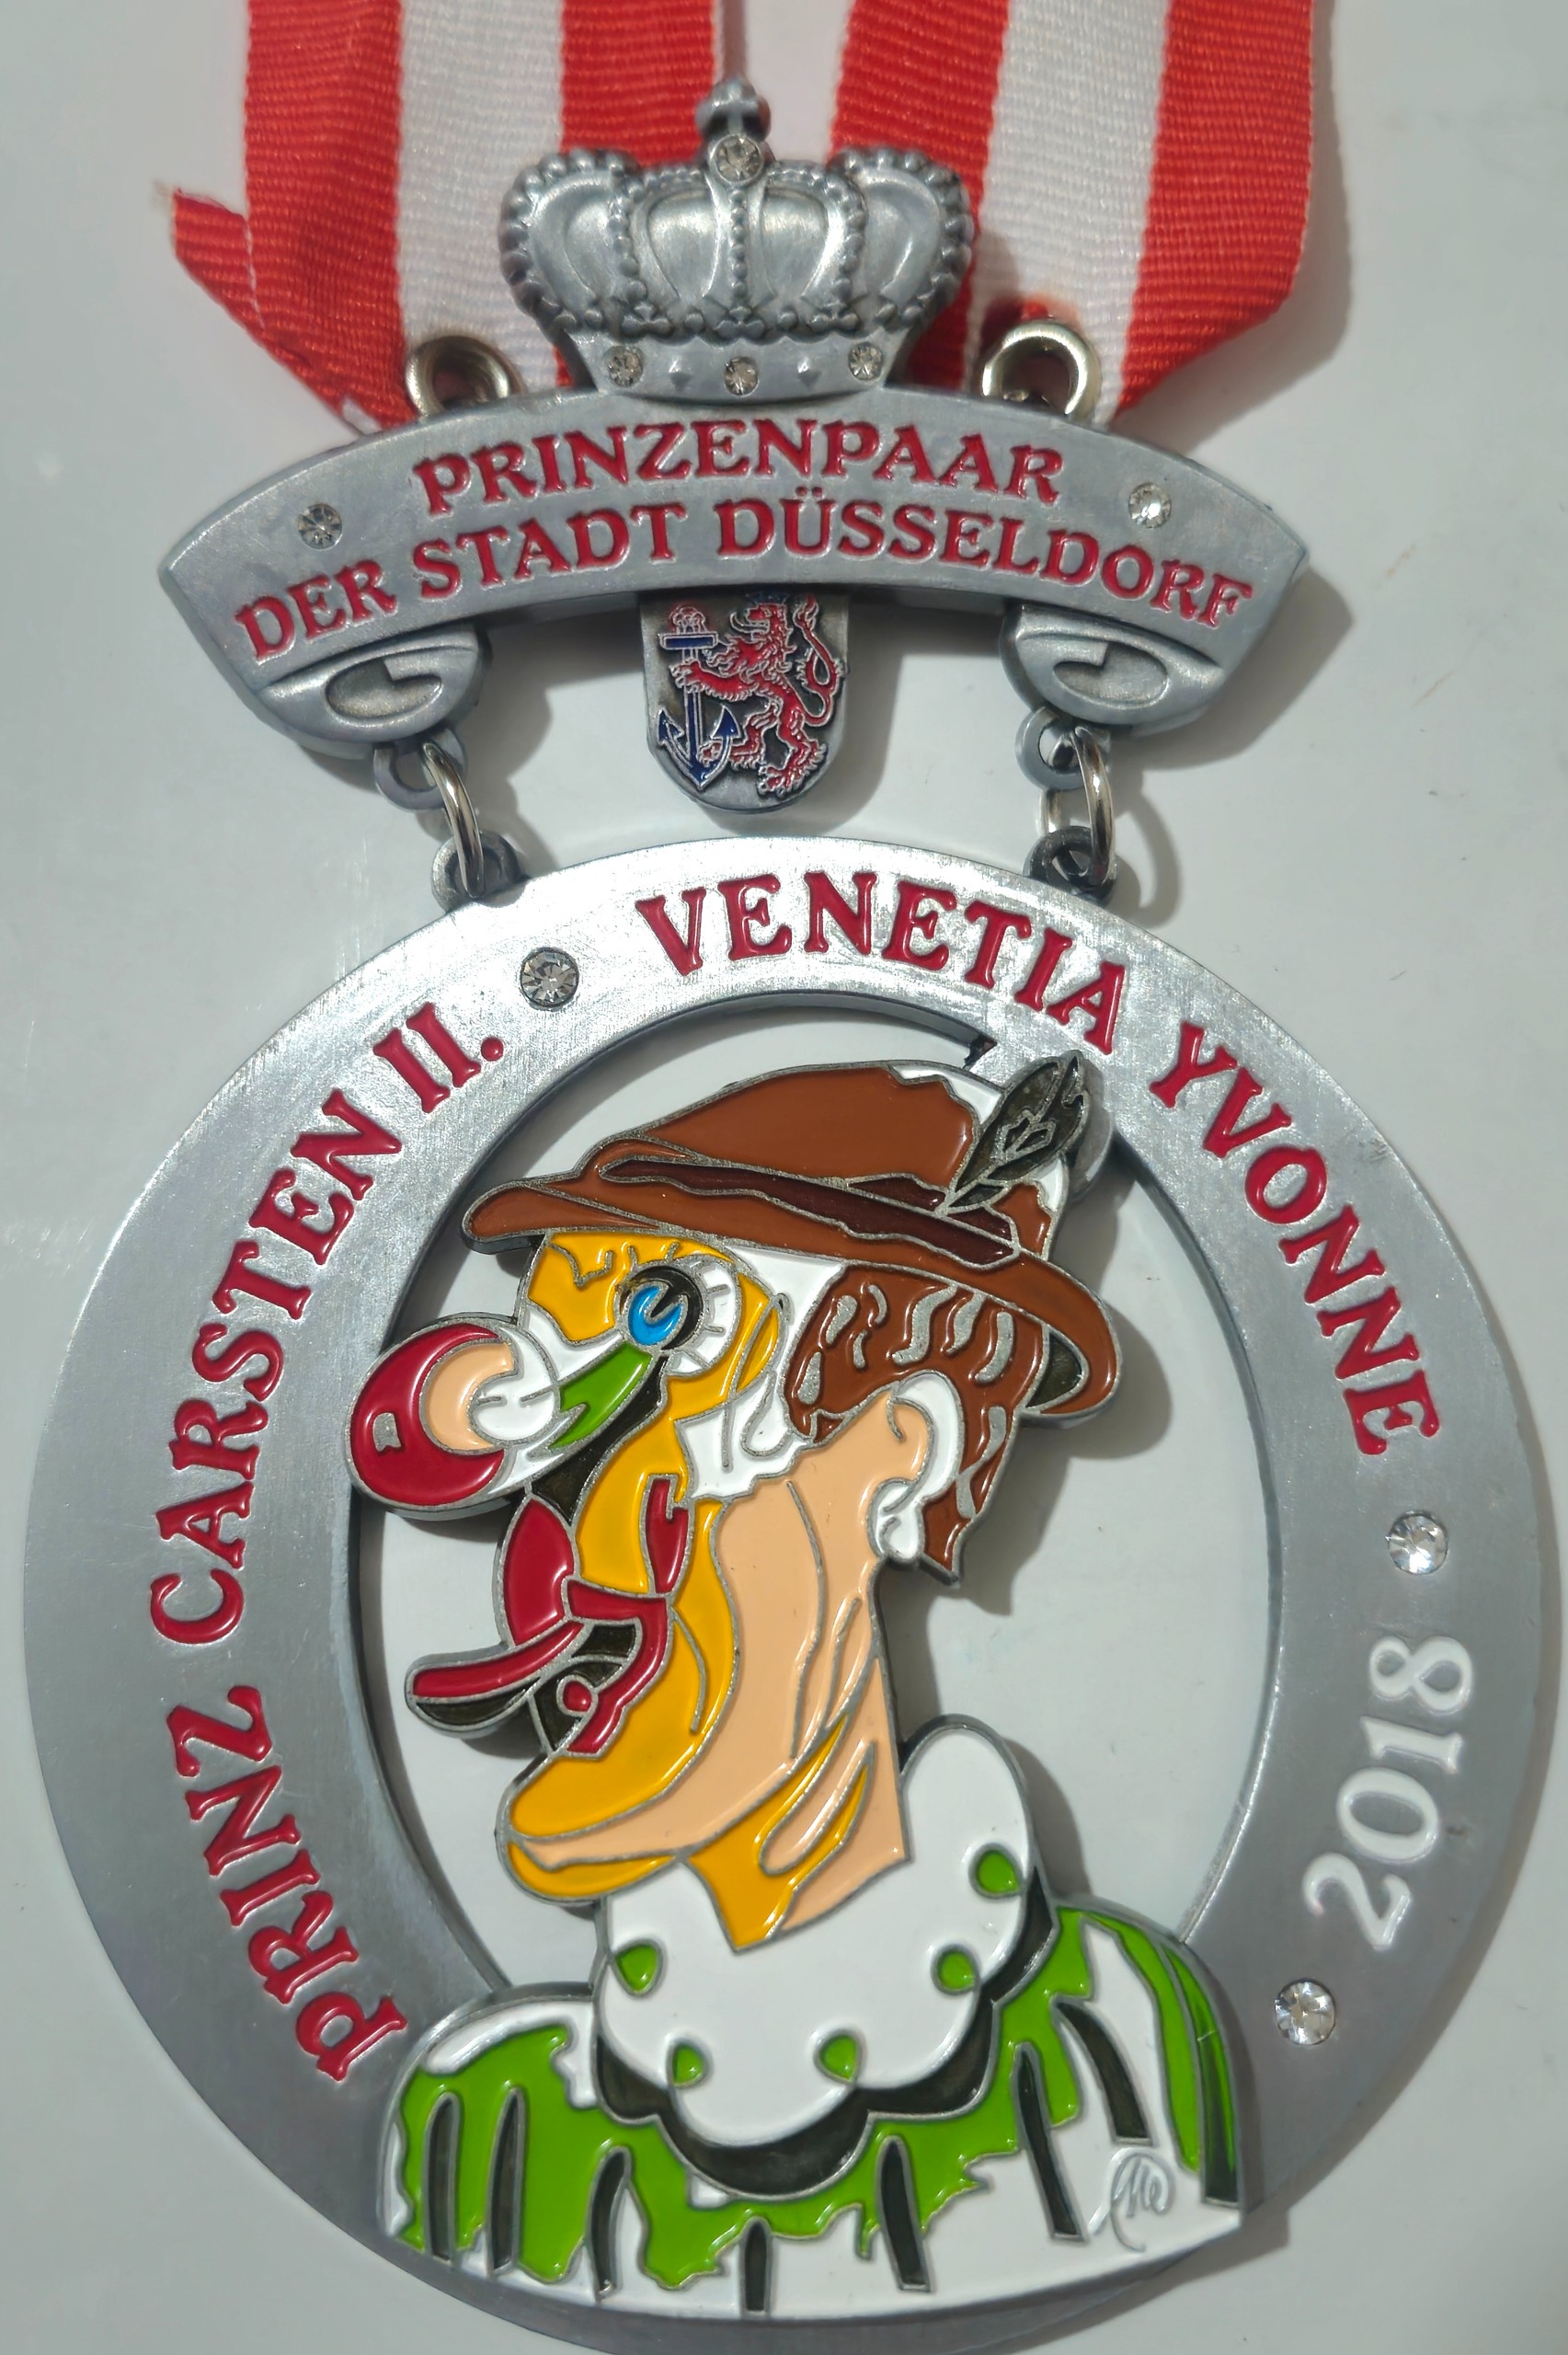 PRINZENPAAR
DER STADT DÜSSELDORF
PRINZ CARSTEN II. VENETIA YVONNE 2018